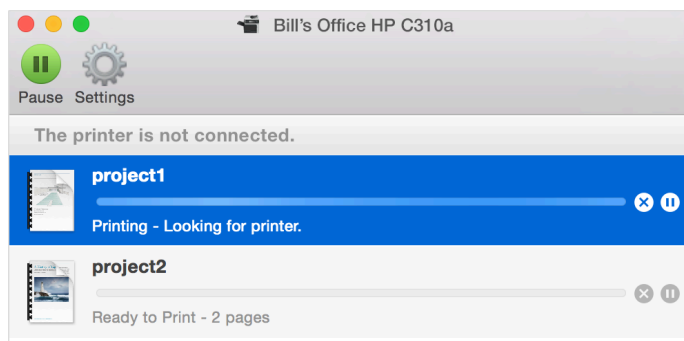 Bill's Office HP C310a
Pause Settings
The printer is not connected.
project1
Printing - Looking for printer.
project2
Ready to Print - 2 pages